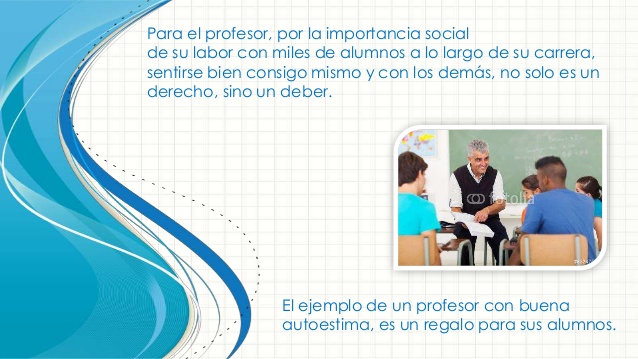 Para el profesor, por la importancia social
de su labor con miles de alumnos a lo largo de su carrera,
sentirse bien consigo mismo y con los demás, no solo es un
derecho, sino un deber.
fotolia
El ejemplo de un profesor con buena
autoestima, es un regalo para sus alumnos.